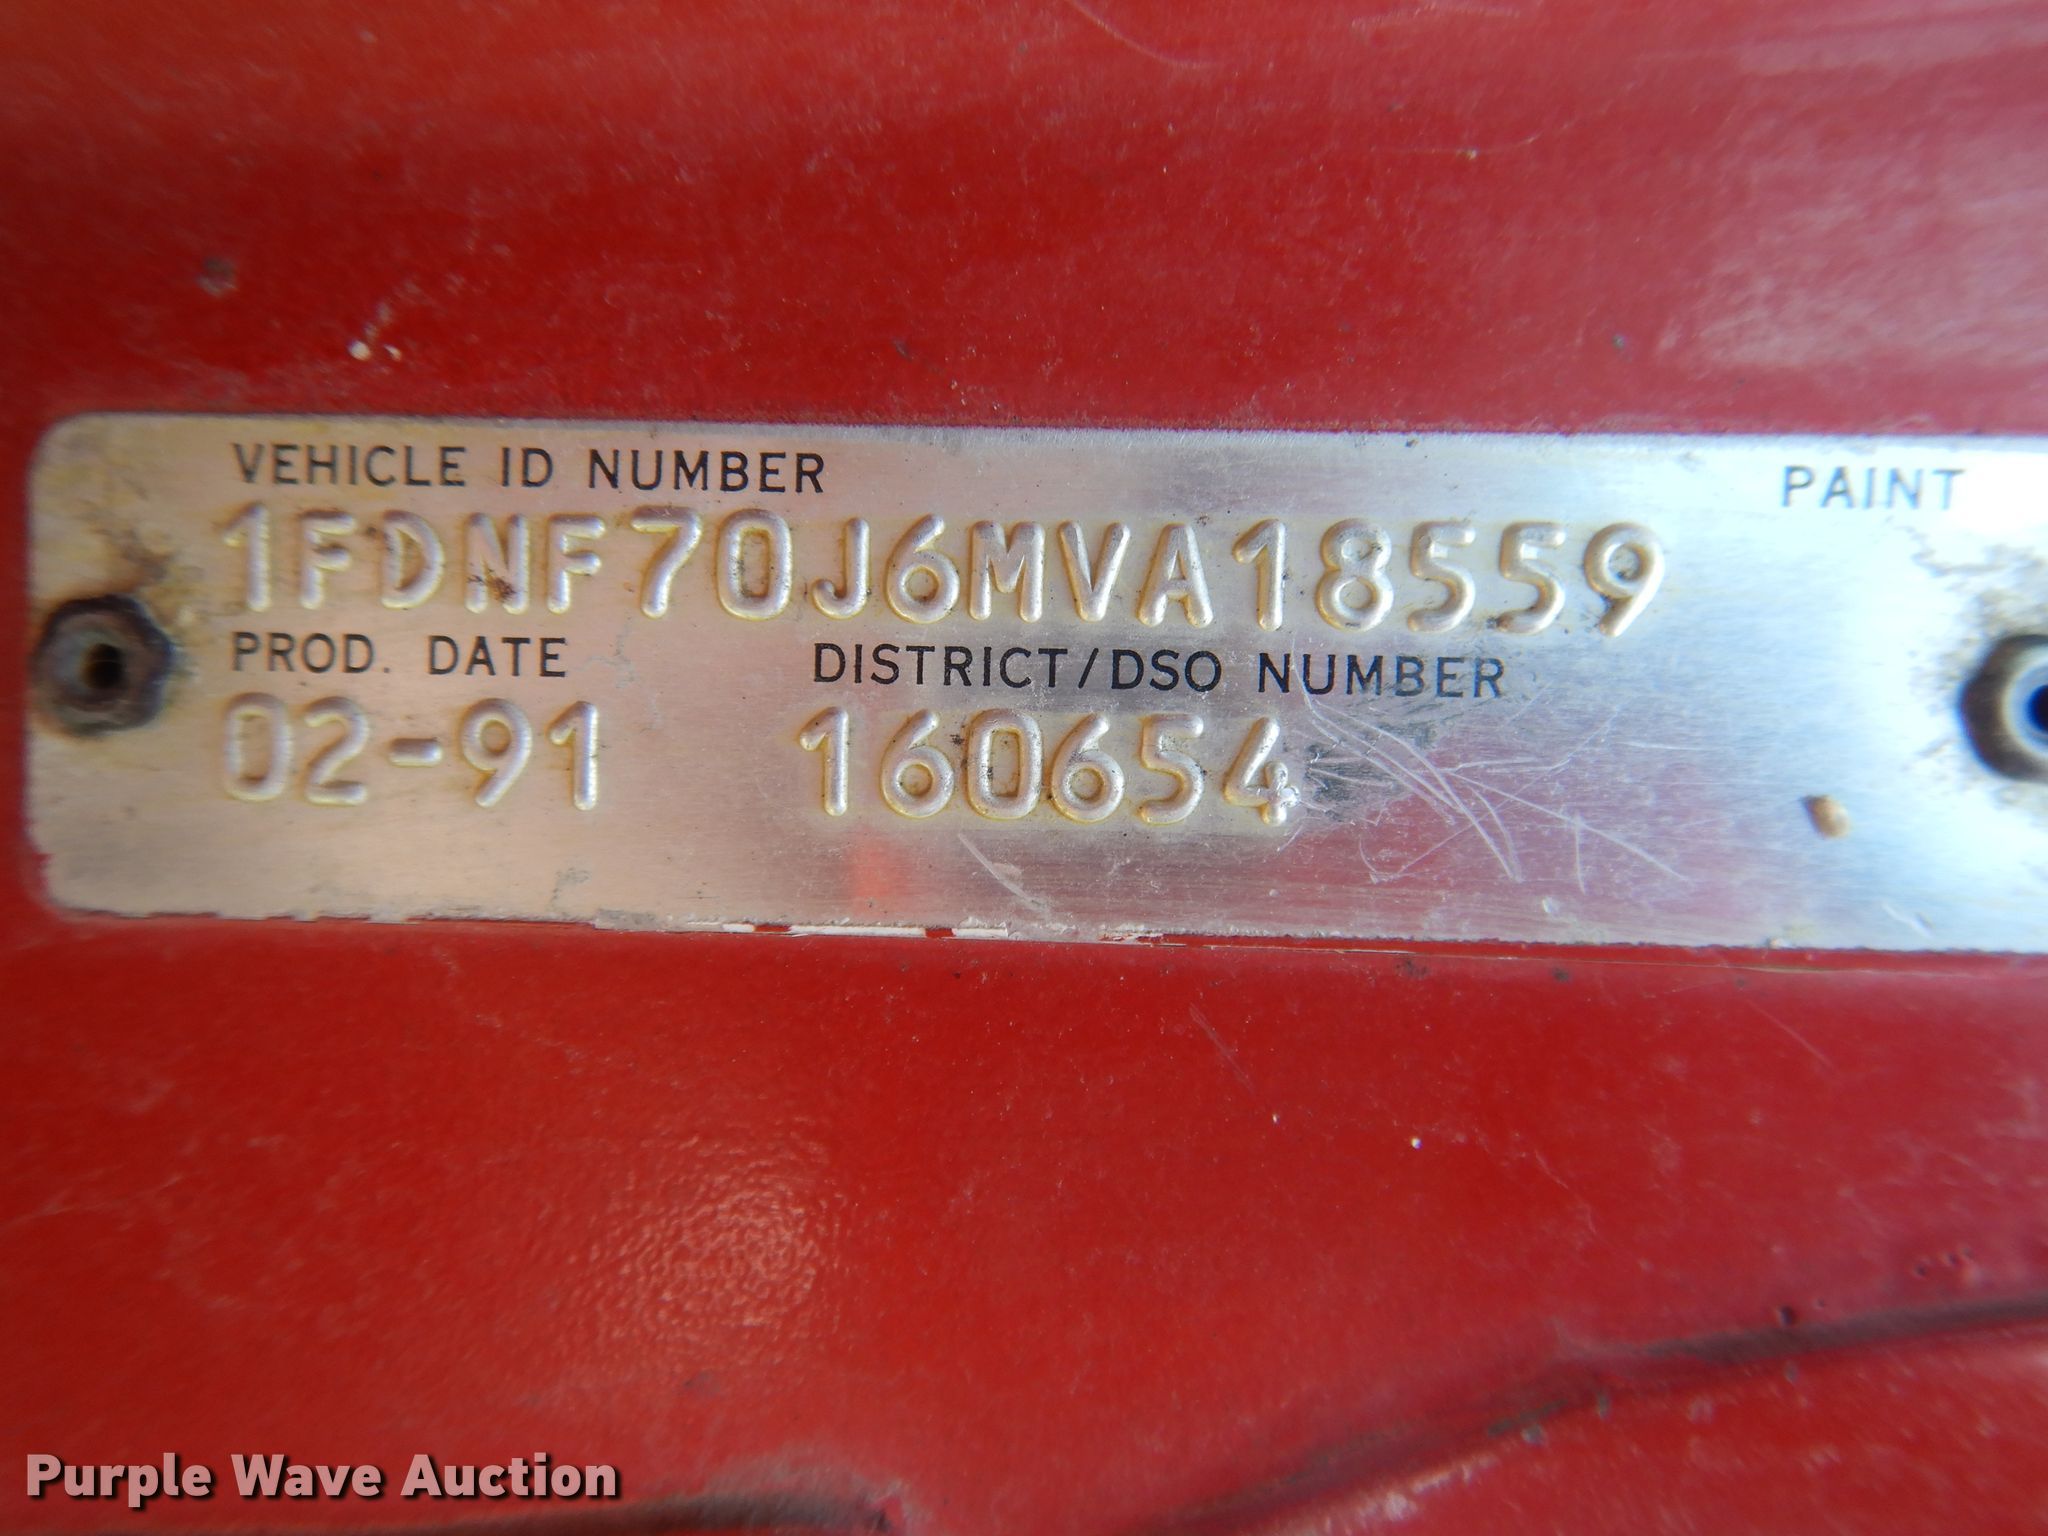 VEHICLE ID NUMBER PAINT
1FDNF70J6MVA18559
PROD. DATE DISTRICT/DSO NUMBER
02-91 160654
Purple Wave Auction